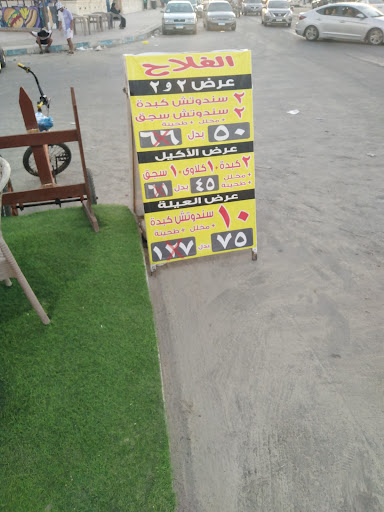 الفلاح
عرض ٢ و ٢
٢ سندوتش كبدة
٢ سندوتش سجق
+ مخلل + طحينة
٥٠ بدل ٦٦
عرض الأكيل
٢ كبدة ١ كلاوي ١ سجق
+ مخلل + طحينة ٤٥ بدل ٦١
عرض العيلة
١٠ سندوتش كبدة
+ مخلل + طحينة
٧٥ بدل ١٢٧